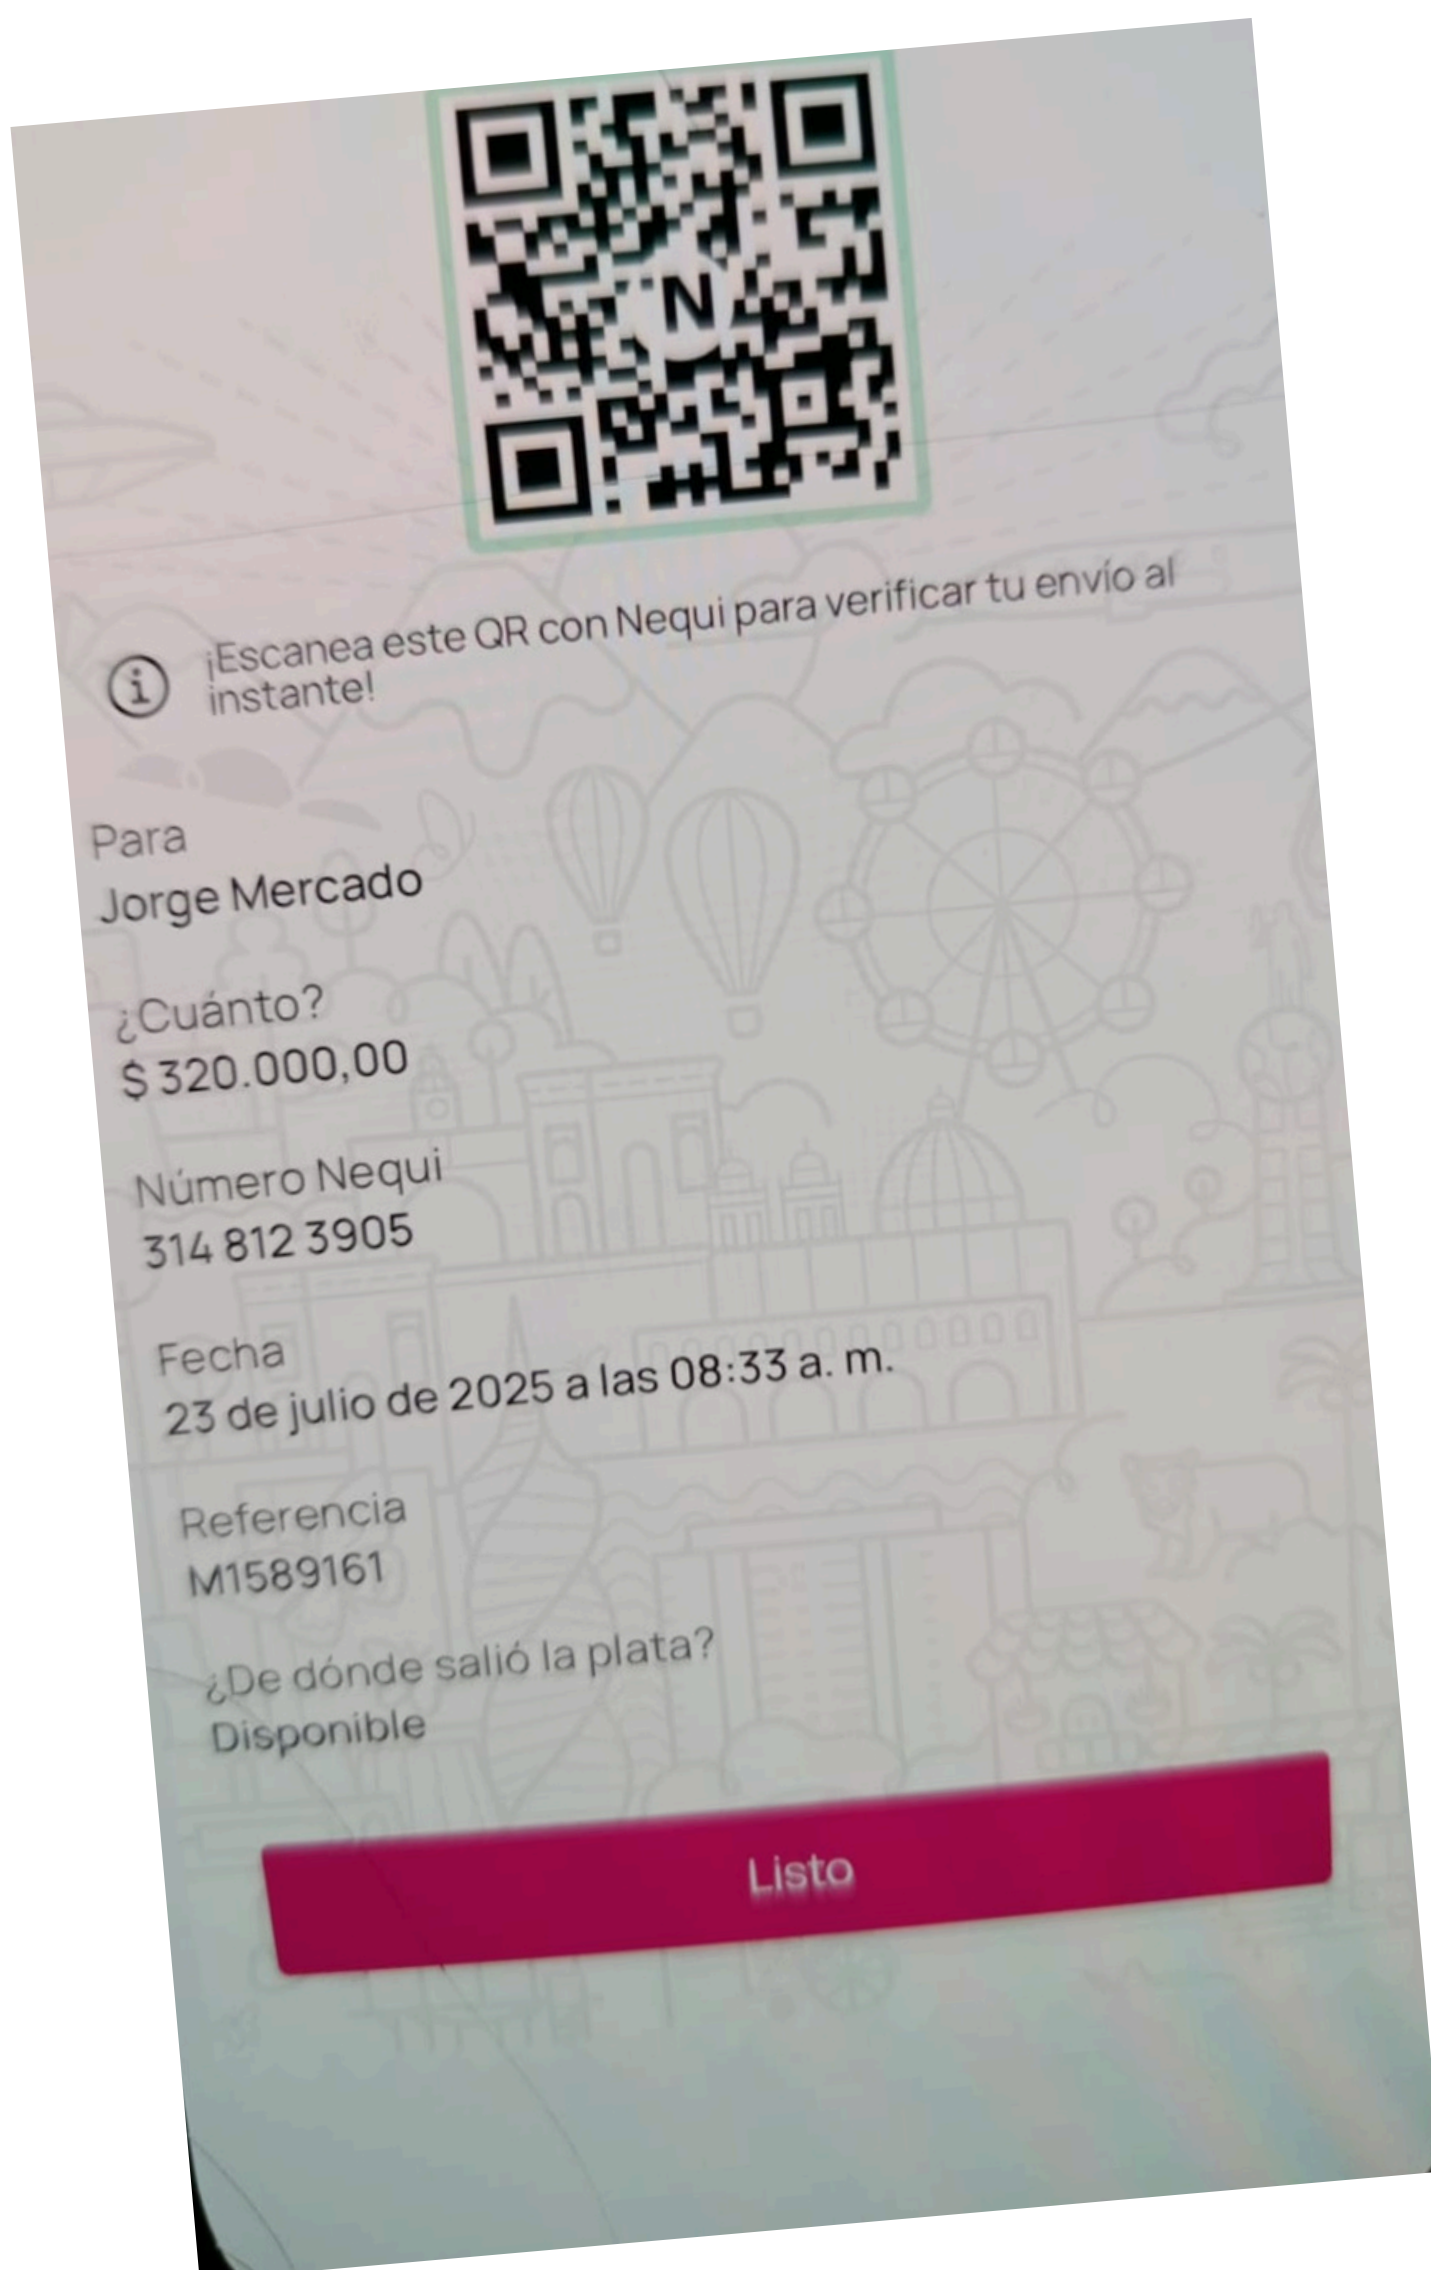 N
¡Escanea este QR con Nequi para verificar tu envío al
instante!
Para
Jorge Mercado
¿Cuánto?
$ 320.000,00
Número Nequi
314 812 3905
Fecha
23 de julio de 2025 a las 08:33 a. m.
Referencia
M1589161
¿De dónde salió la plata?
Disponible
Listo